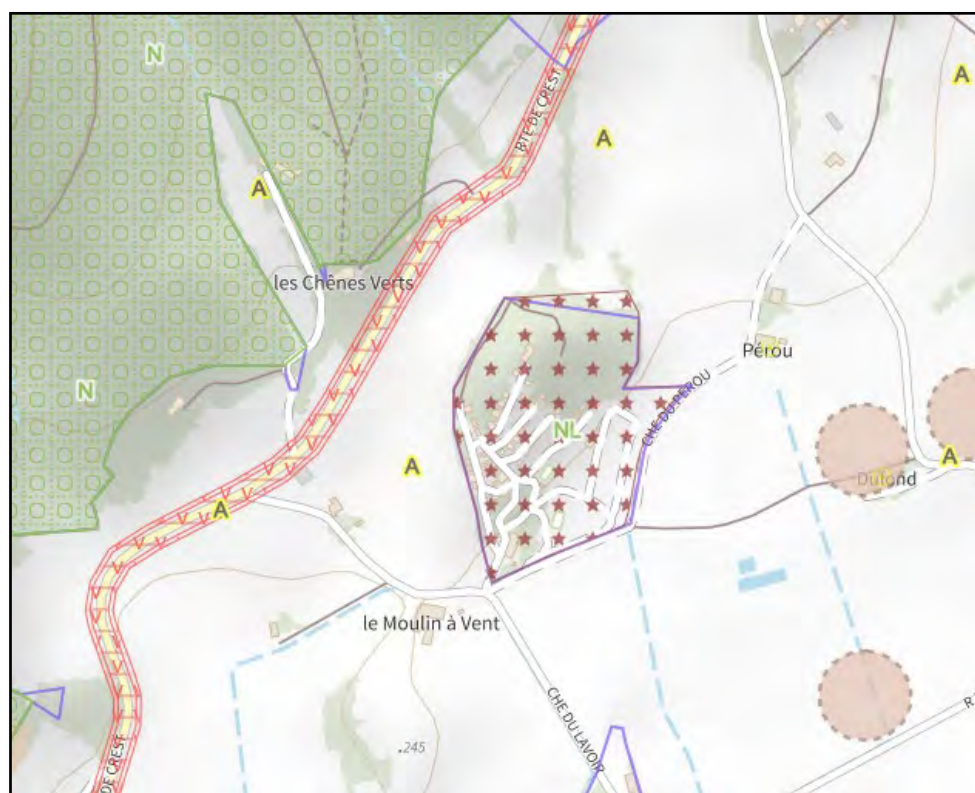 N
RTE DE CREST
A
A
A
les Chênes Verts
Pérou
N
CHE DU PÉROU
NL
A
A
Dufond
A
le Moulin à Vent
CHE DU LAVOIR
.245
DE CREST
R